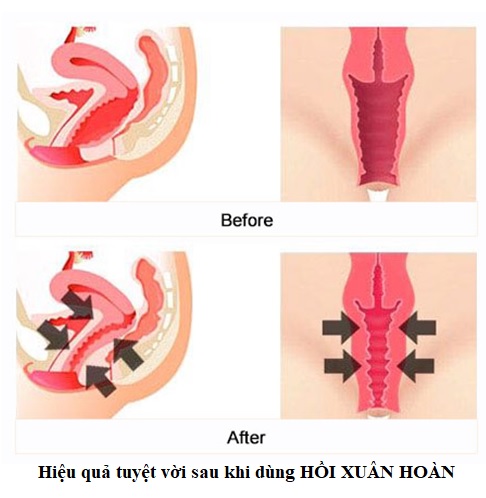 Before
After
Hiệu quả tuyệt vời sau khi dùng HỒI XUÂN HOÀN